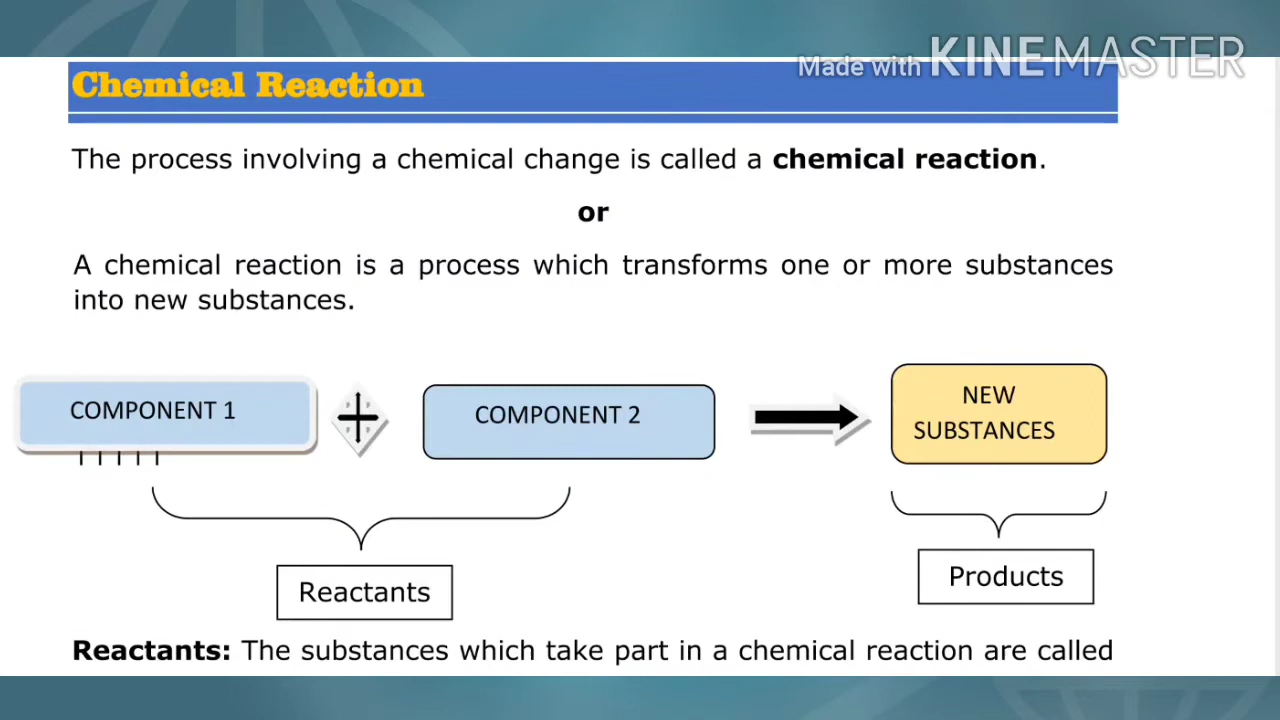 Made with KINEMASTER
Chemical Reaction
The process involving a chemical change is called a chemical reaction.
or
A chemical reaction is a process which transforms one or more substances
into new substances.
COMPONENT 1
COMPONENT 2
NEW
SUBSTANCES
Reactants
Products
Reactants: The substances which take part in a chemical reaction are called